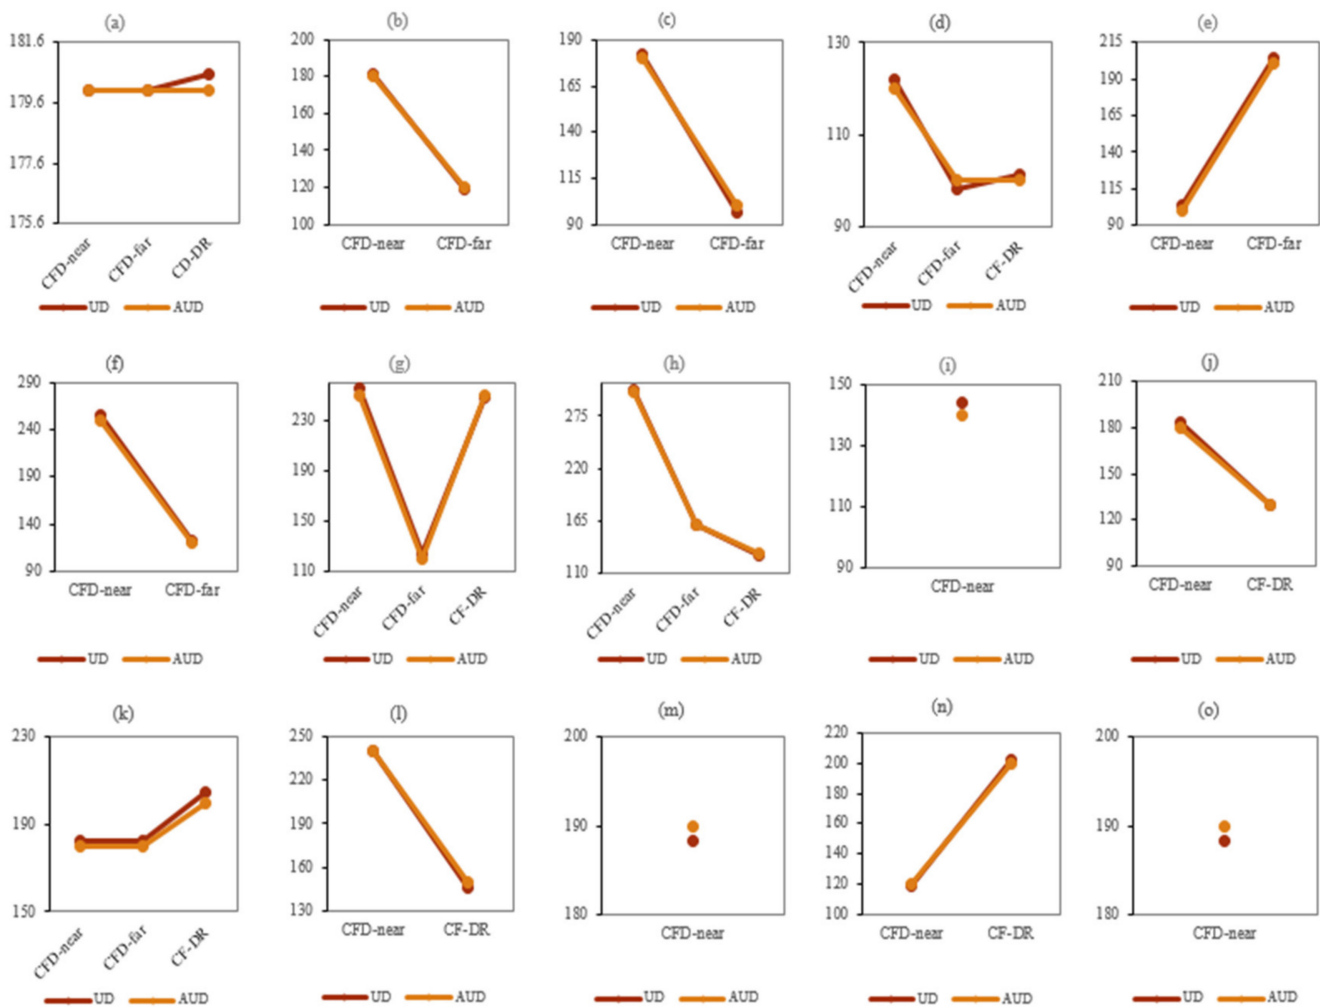 (a)
181.6
179.6
177.6
175.6
CFD-near
CFD-far
CD-DR
UD
AUD
(b)
200
180
160
140
120
100
CFD-near
CFD-far
UD
AUD
(c)
190
165
140
115
90
CFD-near
CFD-far
UD
AUD
(d)
130
110
90
CFD-near
CFD-far
CF-DR
UD
AUD
(e)
215
190
165
140
115
90
CFD-near
CFD-far
UD
AUD
(f)
290
240
190
140
90
CFD-near
CFD-far
UD
AUD
(g)
230
190
150
110
CFD-near
CFD-far
CF-DR
UD
AUD
(h)
275
220
165
110
CFD-near
CFD-far
CF-DR
UD
AUD
(i)
150
130
110
90
CFD-near
UD
AUD
(j)
210
180
150
120
90
CFD-near
CF-DR
UD
AUD
(k)
230
190
150
CFD-near
CFD-far
CF-DR
UD
AUD
(l)
250
230
210
190
170
150
130
CFD-near
CF-DR
UD
AUD
(m)
200
190
180
CFD-near
UD
AUD
(n)
220
200
180
160
140
120
100
CFD-near
CF-DR
UD
AUD
(o)
200
190
180
CFD-near
UD
AUD